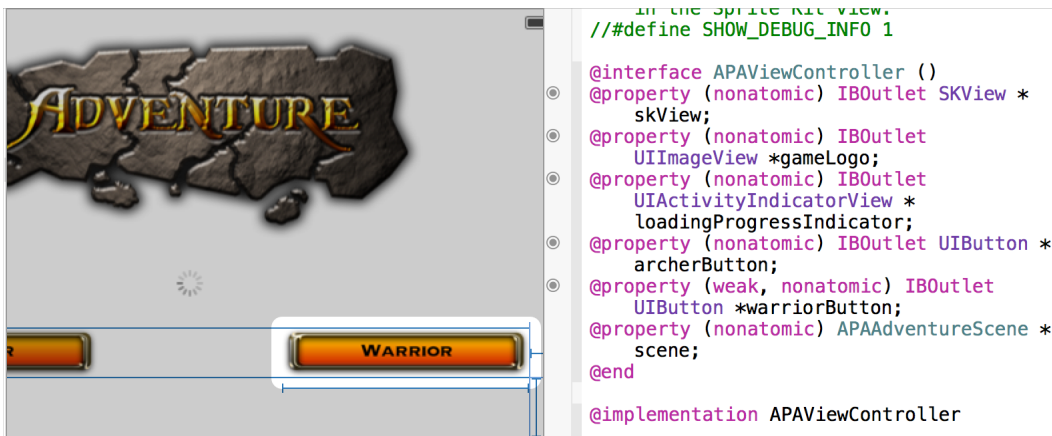 ADVENTURE
R
WARRIOR
in the Sprite Kit view.
//#define SHOW_DEBUG_INFO 1
@interface APAViewController ()
@property (nonatomic) IBOutlet SKView *
skView;
@property (nonatomic) IBOutlet
UIImageView *gameLogo;
@property (nonatomic) IBOutlet
UIActivityIndicatorView *
loadingProgressIndicator;
@property (nonatomic) IBOutlet UIButton *
archerButton;
@property (weak, nonatomic) IBOutlet
UIButton *warriorButton;
@property (nonatomic) APAAdventureScene *
scene;
@end
@implementation APAViewController